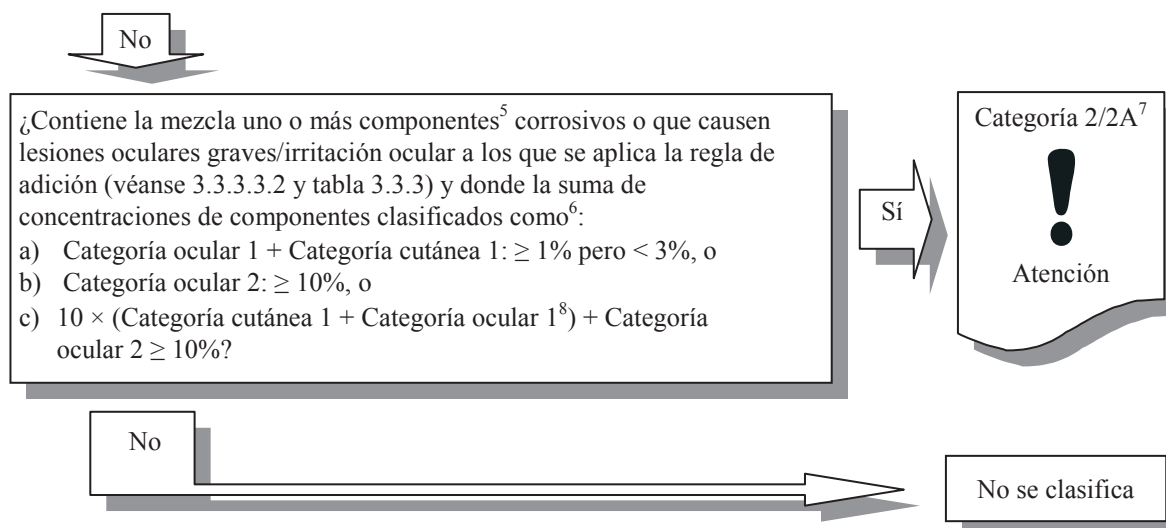 No
¿Contiene la mezcla uno o más componentes⁵ corrosivos o que causen
lesiones oculares graves/irritación ocular a los que se aplica la regla de
adición (véanse 3.3.3.3.2 y tabla 3.3.3) y donde la suma de
concentraciones de componentes clasificados como⁶:
a) Categoría ocular 1 + Categoría cutánea 1: ≥ 1% pero < 3%, o
b) Categoría ocular 2: ≥ 10%, o
c) 10 × (Categoría cutánea 1 + Categoría ocular 1⁸) + Categoría
ocular 2 ≥ 10%?
Sí
Categoría 2/2A⁷
!
Atención
No
No se clasifica